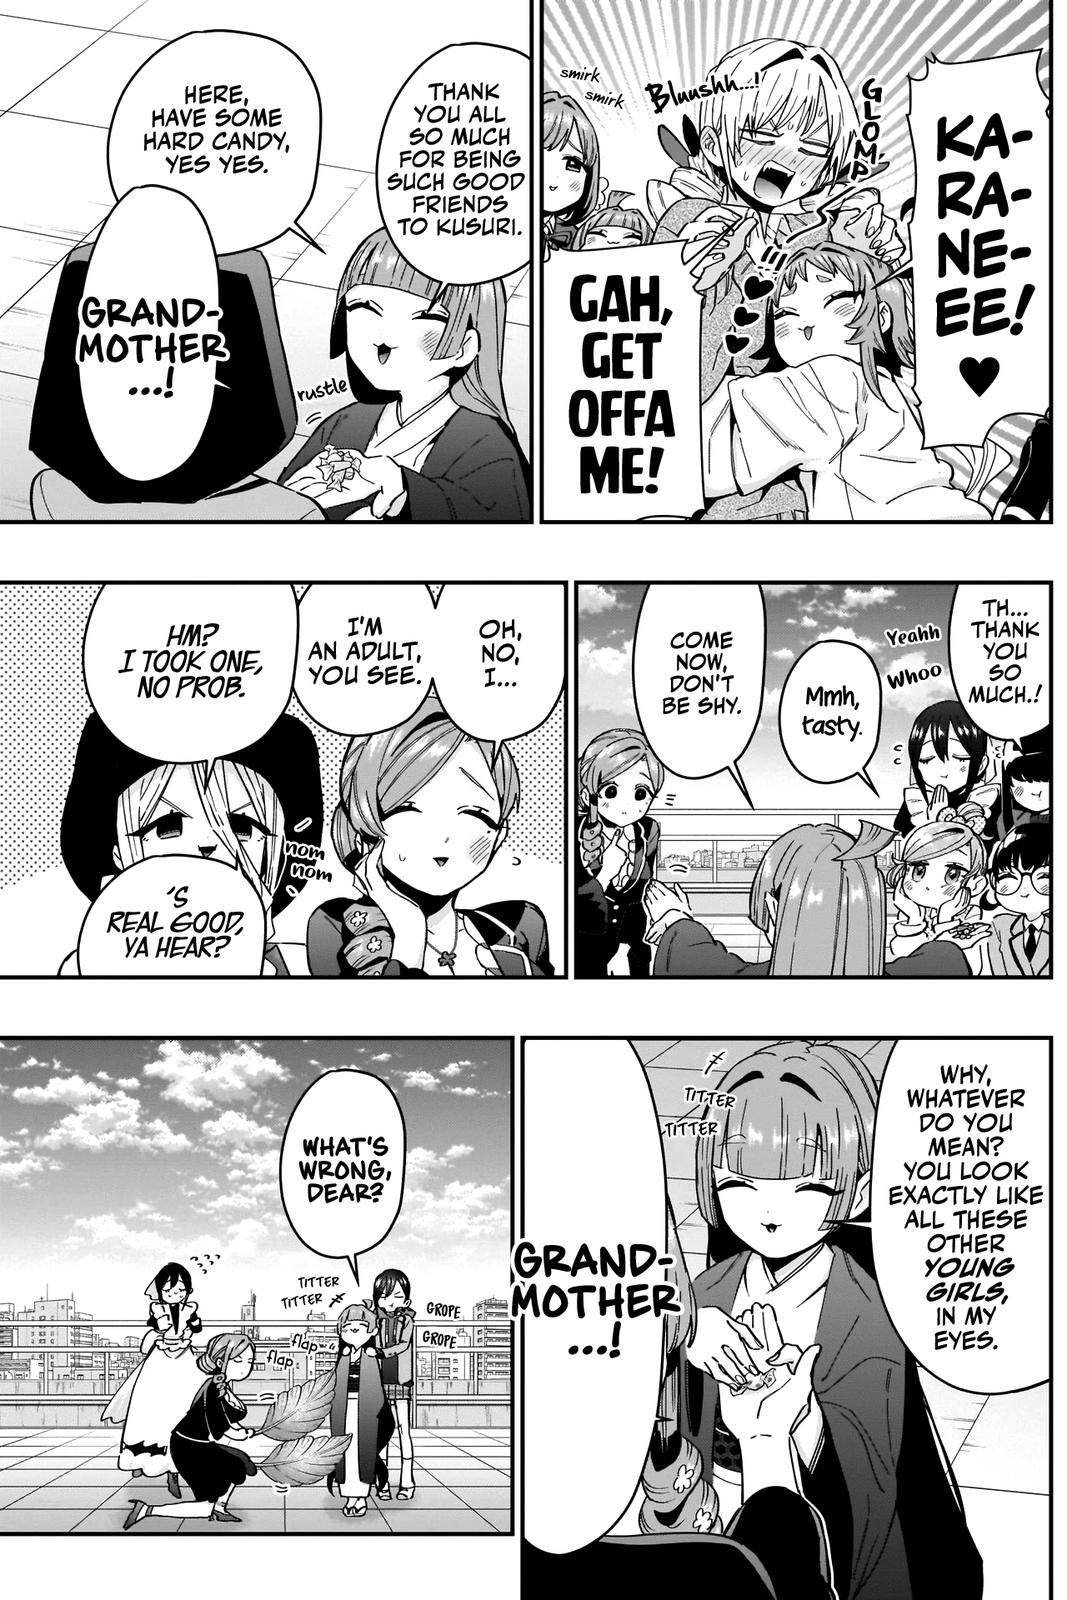 KA-
RA-
NE-
EE! ♥
GLOMP
Bluushh...!
smirk
smirk
GAH,
GET
OFFA
ME!
THANK
YOU ALL
SO MUCH
FOR BEING
SUCH GOOD
FRIENDS
TO KUSURI.
HERE,
HAVE SOME
HARD CANDY,
YES YES.
rustle
GRAND-
MOTHER
...!
TH...
THANK
YOU
SO
MUCH.!
Yeahh
Whoo
Mmh,
tasty.
COME
NOW,
DON'T
BE SHY.
OH,
NO,
I...
I'M
AN ADULT,
YOU SEE.
HM?
I TOOK ONE,
NO PROB.
nom
nom
'S
REAL GOOD,
YA HEAR?
WHY,
WHATEVER
DO YOU
MEAN?
YOU LOOK
EXACTLY LIKE
ALL THESE
OTHER
YOUNG
GIRLS,
IN MY
EYES.
TITTER
TITTER
GRAND-
MOTHER
...!
WHAT'S
WRONG,
DEAR?
TITTER
TITTER
GROPE
GROPE
flap
flap